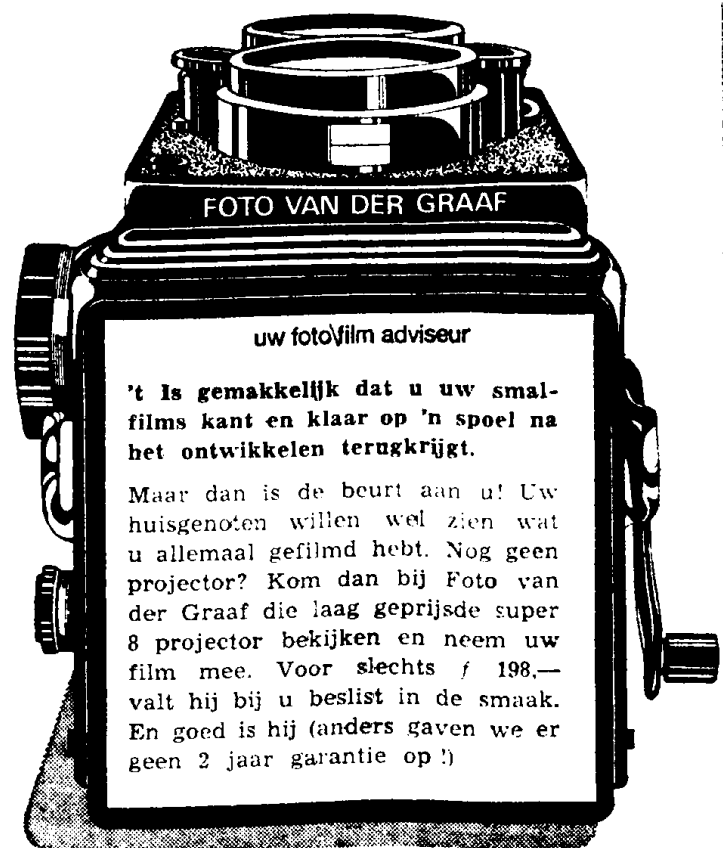 FOTO VAN DER GRAAF
uw foto\film adviseur
't Is gemakkelijk dat u uw smal-
films kant en klaar op 'n spoel na
het ontwikkelen terugkrijgt.
Maar dan is de beurt aan u! Uw
huisgenoten willen wel zien wat
u allemaal gefilmd hebt. Nog geen
projector? Kom dan bij Foto van
der Graaf die laag geprijsde super
8 projector bekijken en neem uw
film mee. Voor slechts f 198,—
valt hij bij u beslist in de smaak.
En goed is hij (anders gaven we er
geen 2 jaar garantie op!)